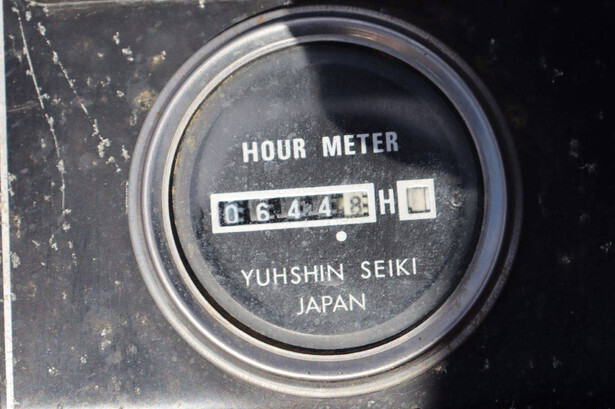 HOUR METER
06448 H
YUHSHIN SEIKI
JAPAN